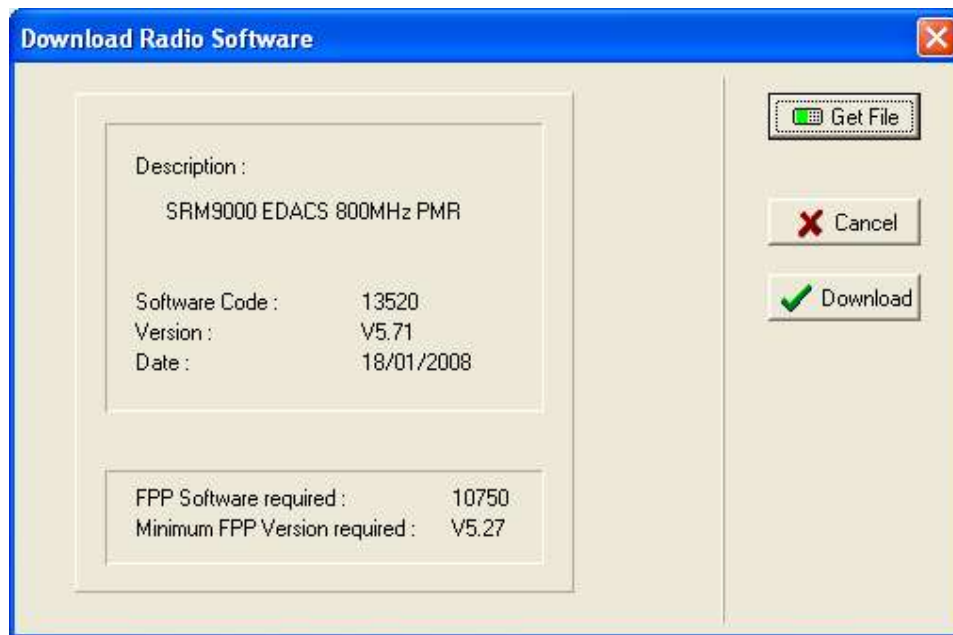 Download Radio Software
Get File
Description :
SRM9000 EDACS 800MHz PMR
Cancel
Software Code : 13520
Download
Version : V5.71
Date : 18/01/2008
FPP Software required : 10750
Minimum FPP Version required : V5.27